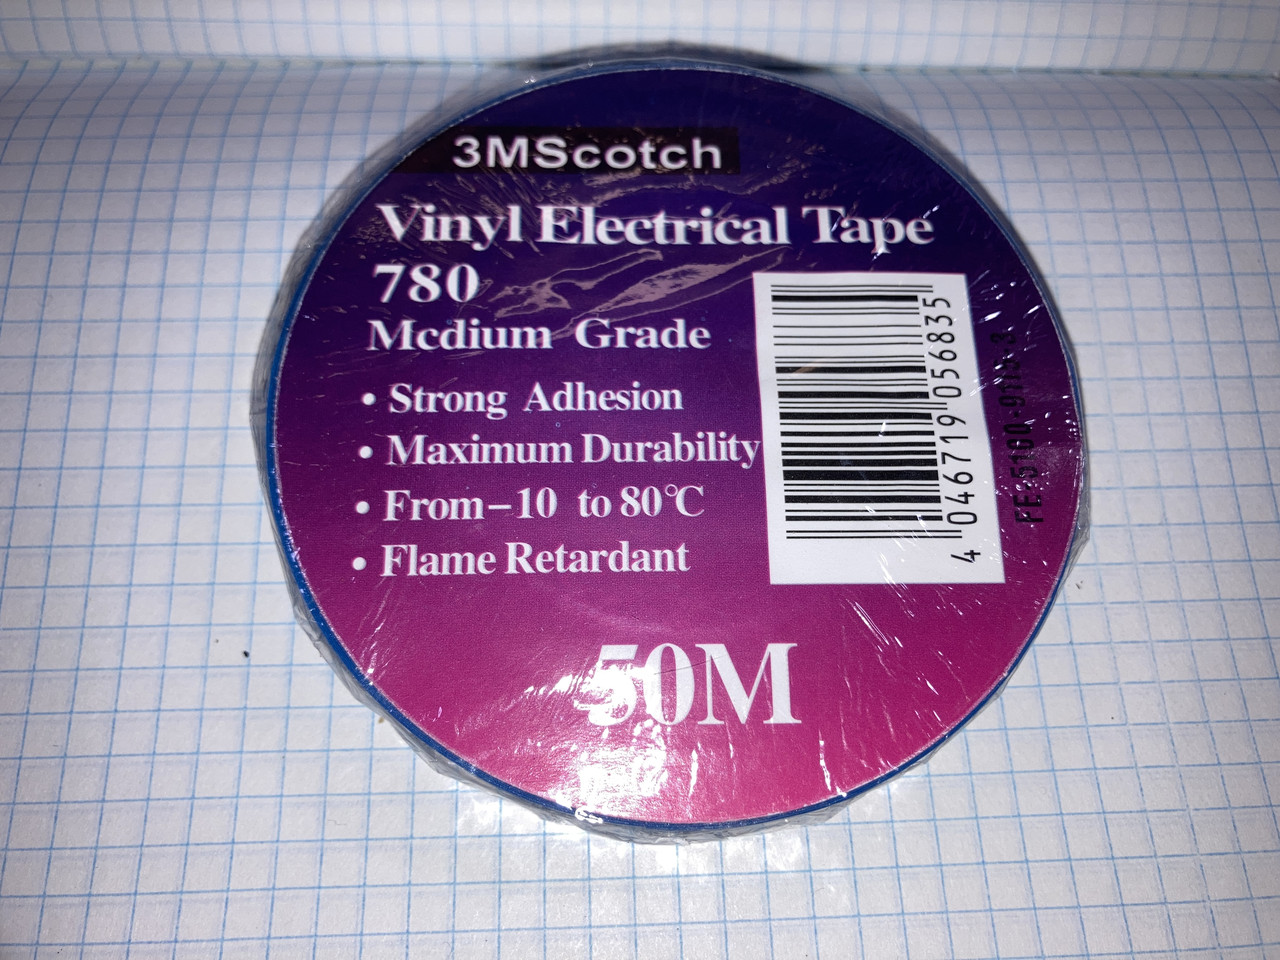 3MScotch
Vinyl Electrical Tape
780
Mcdium Grade
• Strong Adhesion
• Maximum Durability
• From-10 to 80℃
• Flame Retardant
50M
4 046719 056835